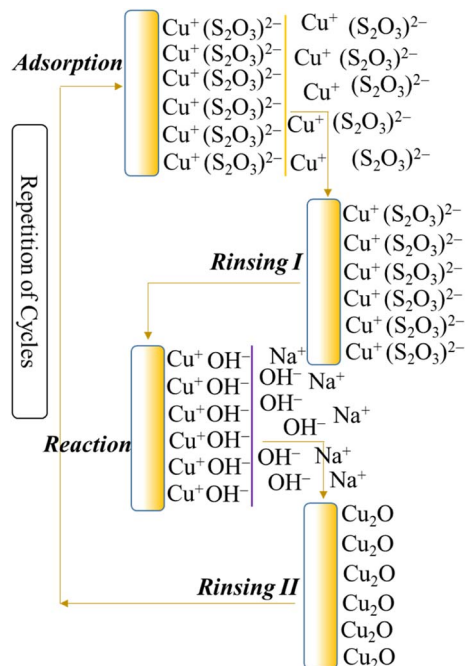 Adsorption
Cu⁺ (S₂O₃)²⁻ Cu⁺ (S₂O₃)²⁻
Cu⁺ (S₂O₃)²⁻ Cu⁺ (S₂O₃)²⁻
Cu⁺ (S₂O₃)²⁻ Cu⁺ (S₂O₃)²⁻
Cu⁺ (S₂O₃)²⁻ Cu⁺ (S₂O₃)²⁻
Cu⁺ (S₂O₃)²⁻ Cu⁺ (S₂O₃)²⁻
Cu⁺ (S₂O₃)²⁻
Repetition of Cycles
Rinsing I
Cu⁺ (S₂O₃)²⁻
Cu⁺ (S₂O₃)²⁻
Cu⁺ (S₂O₃)²⁻
Cu⁺ (S₂O₃)²⁻
Cu⁺ (S₂O₃)²⁻
Cu⁺ (S₂O₃)²⁻
Reaction
Cu⁺ OH⁻ Na⁺
Cu⁺ OH⁻ OH⁻ Na⁺
Cu⁺ OH⁻ OH⁻ Na⁺
Cu⁺ OH⁻ OH⁻
Cu⁺ OH⁻ OH⁻ Na⁺
Cu⁺ OH⁻ OH⁻ Na⁺
Rinsing II
Cu₂O
Cu₂O
Cu₂O
Cu₂O
Cu₂O
Cu₂O